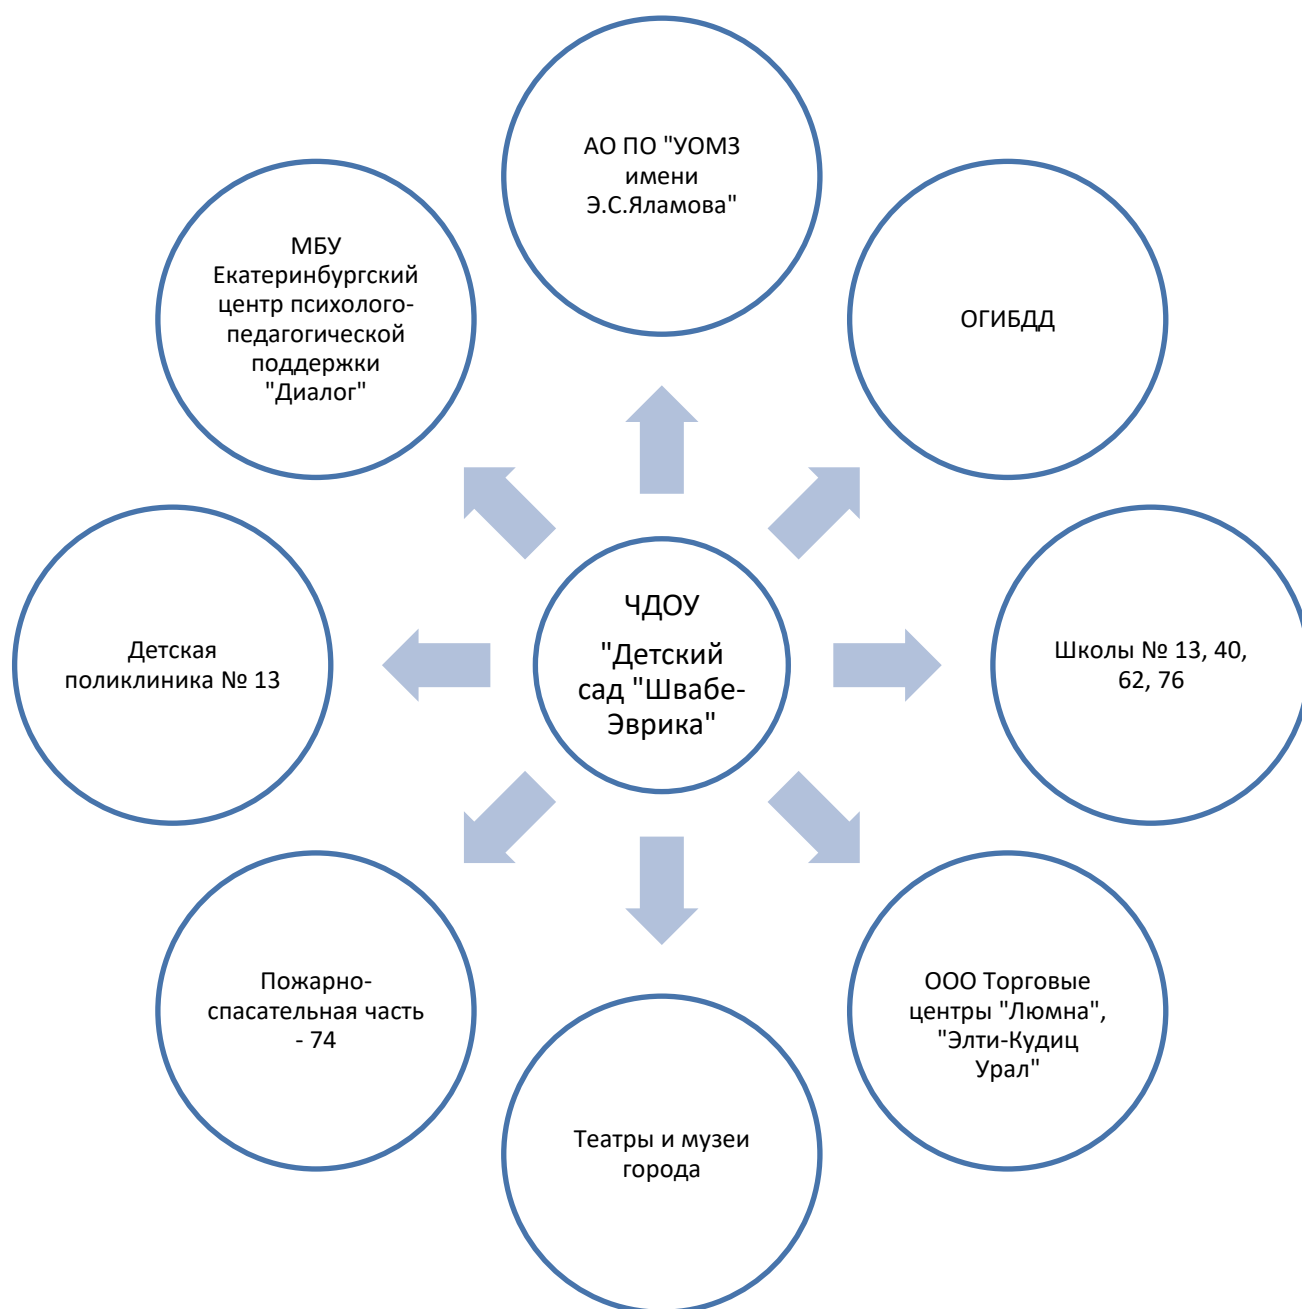 АО ПО "УОМЗ
имени
Э.С.Яламова"
МБУ
Екатеринбургский
центр психолого-
педагогической
поддержки
"Диалог"
ОГИБДД
ЧДОУ
"Детский
сад "Швабе-
Эврика"
Детская
поликлиника № 13
Школы № 13, 40,
62, 76
Пожарно-
спасательная часть
- 74
ООО Торговые
центры "Люмна",
"Элти-Кудиц
Урал"
Театры и музеи
города